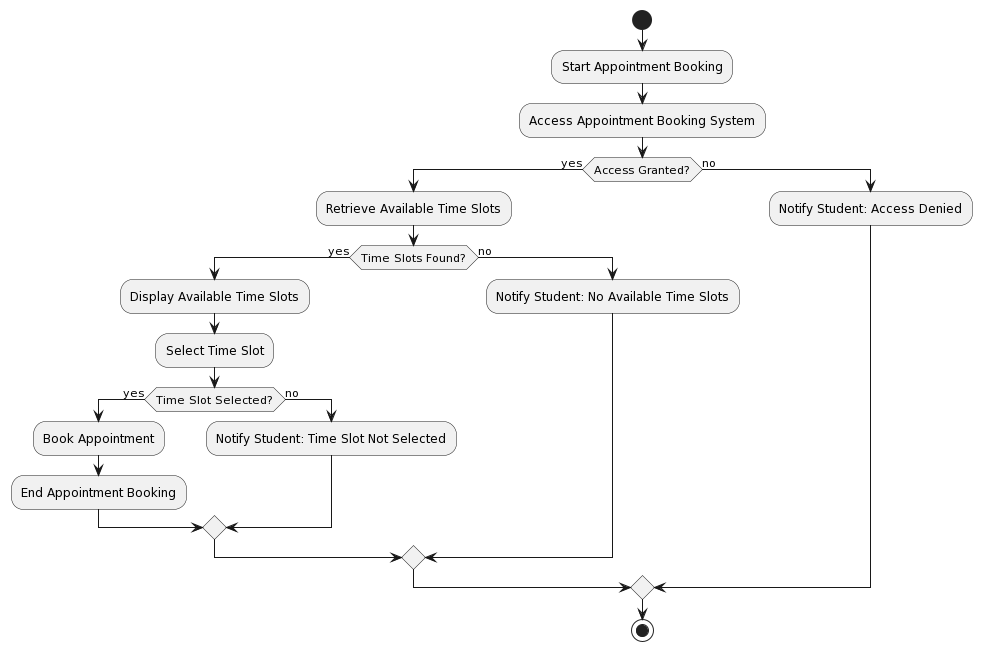 Start Appointment Booking
Access Appointment Booking System
yes
Access Granted?
no
Retrieve Available Time Slots
Notify Student: Access Denied
yes
Time Slots Found?
no
Display Available Time Slots
Notify Student: No Available Time Slots
Select Time Slot
yes
Time Slot Selected?
no
Book Appointment
Notify Student: Time Slot Not Selected
End Appointment Booking